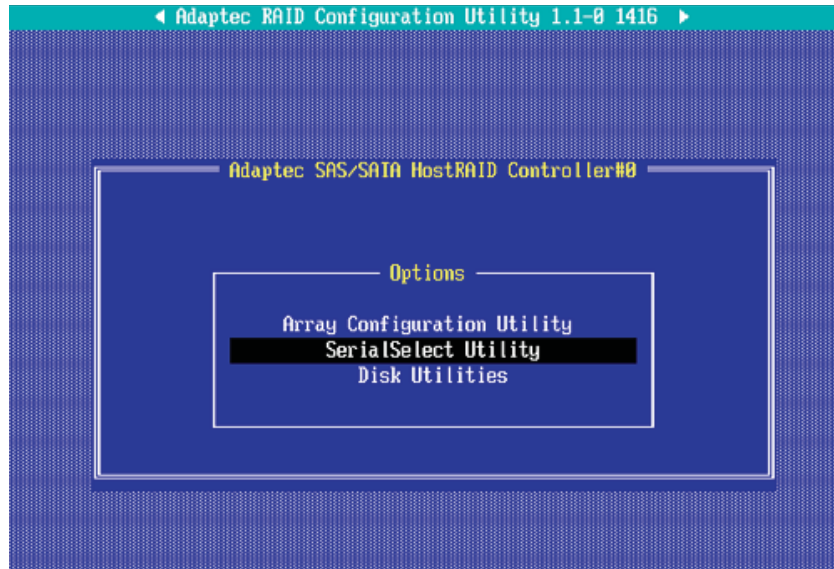 Adaptec RAID Configuration Utility 1.1-0 1416
Adaptec SAS/SATA HostRAID Controller#0
Options
Array Configuration Utility
SerialSelect Utility
Disk Utilities